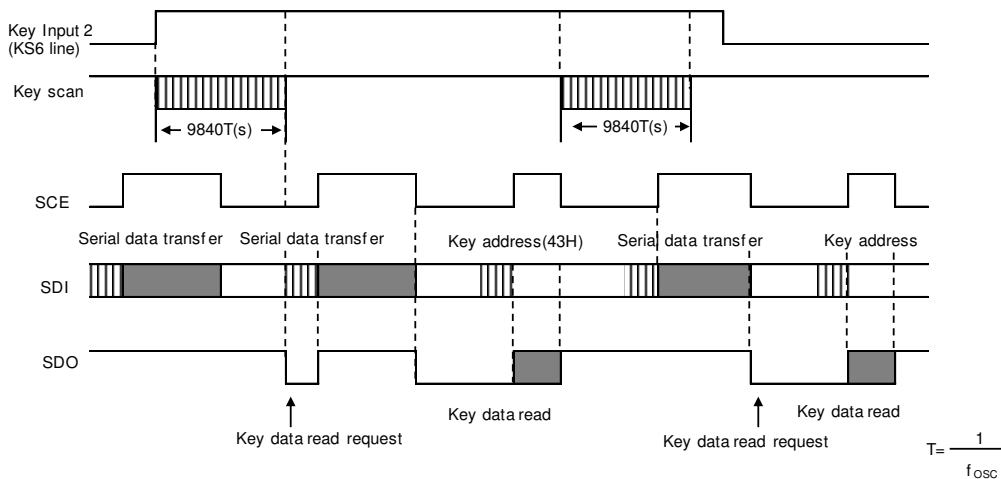 Key Input 2
(KS6 line)
Key scan
9840T(s)
9840T(s)
SCE
Serial data transfer
Serial data transfer
Key address(43H)
Serial data transfer
Key address
SDI
SDO
Key data read
Key data read
Key data read request
Key data read request
T= 1
fOSC